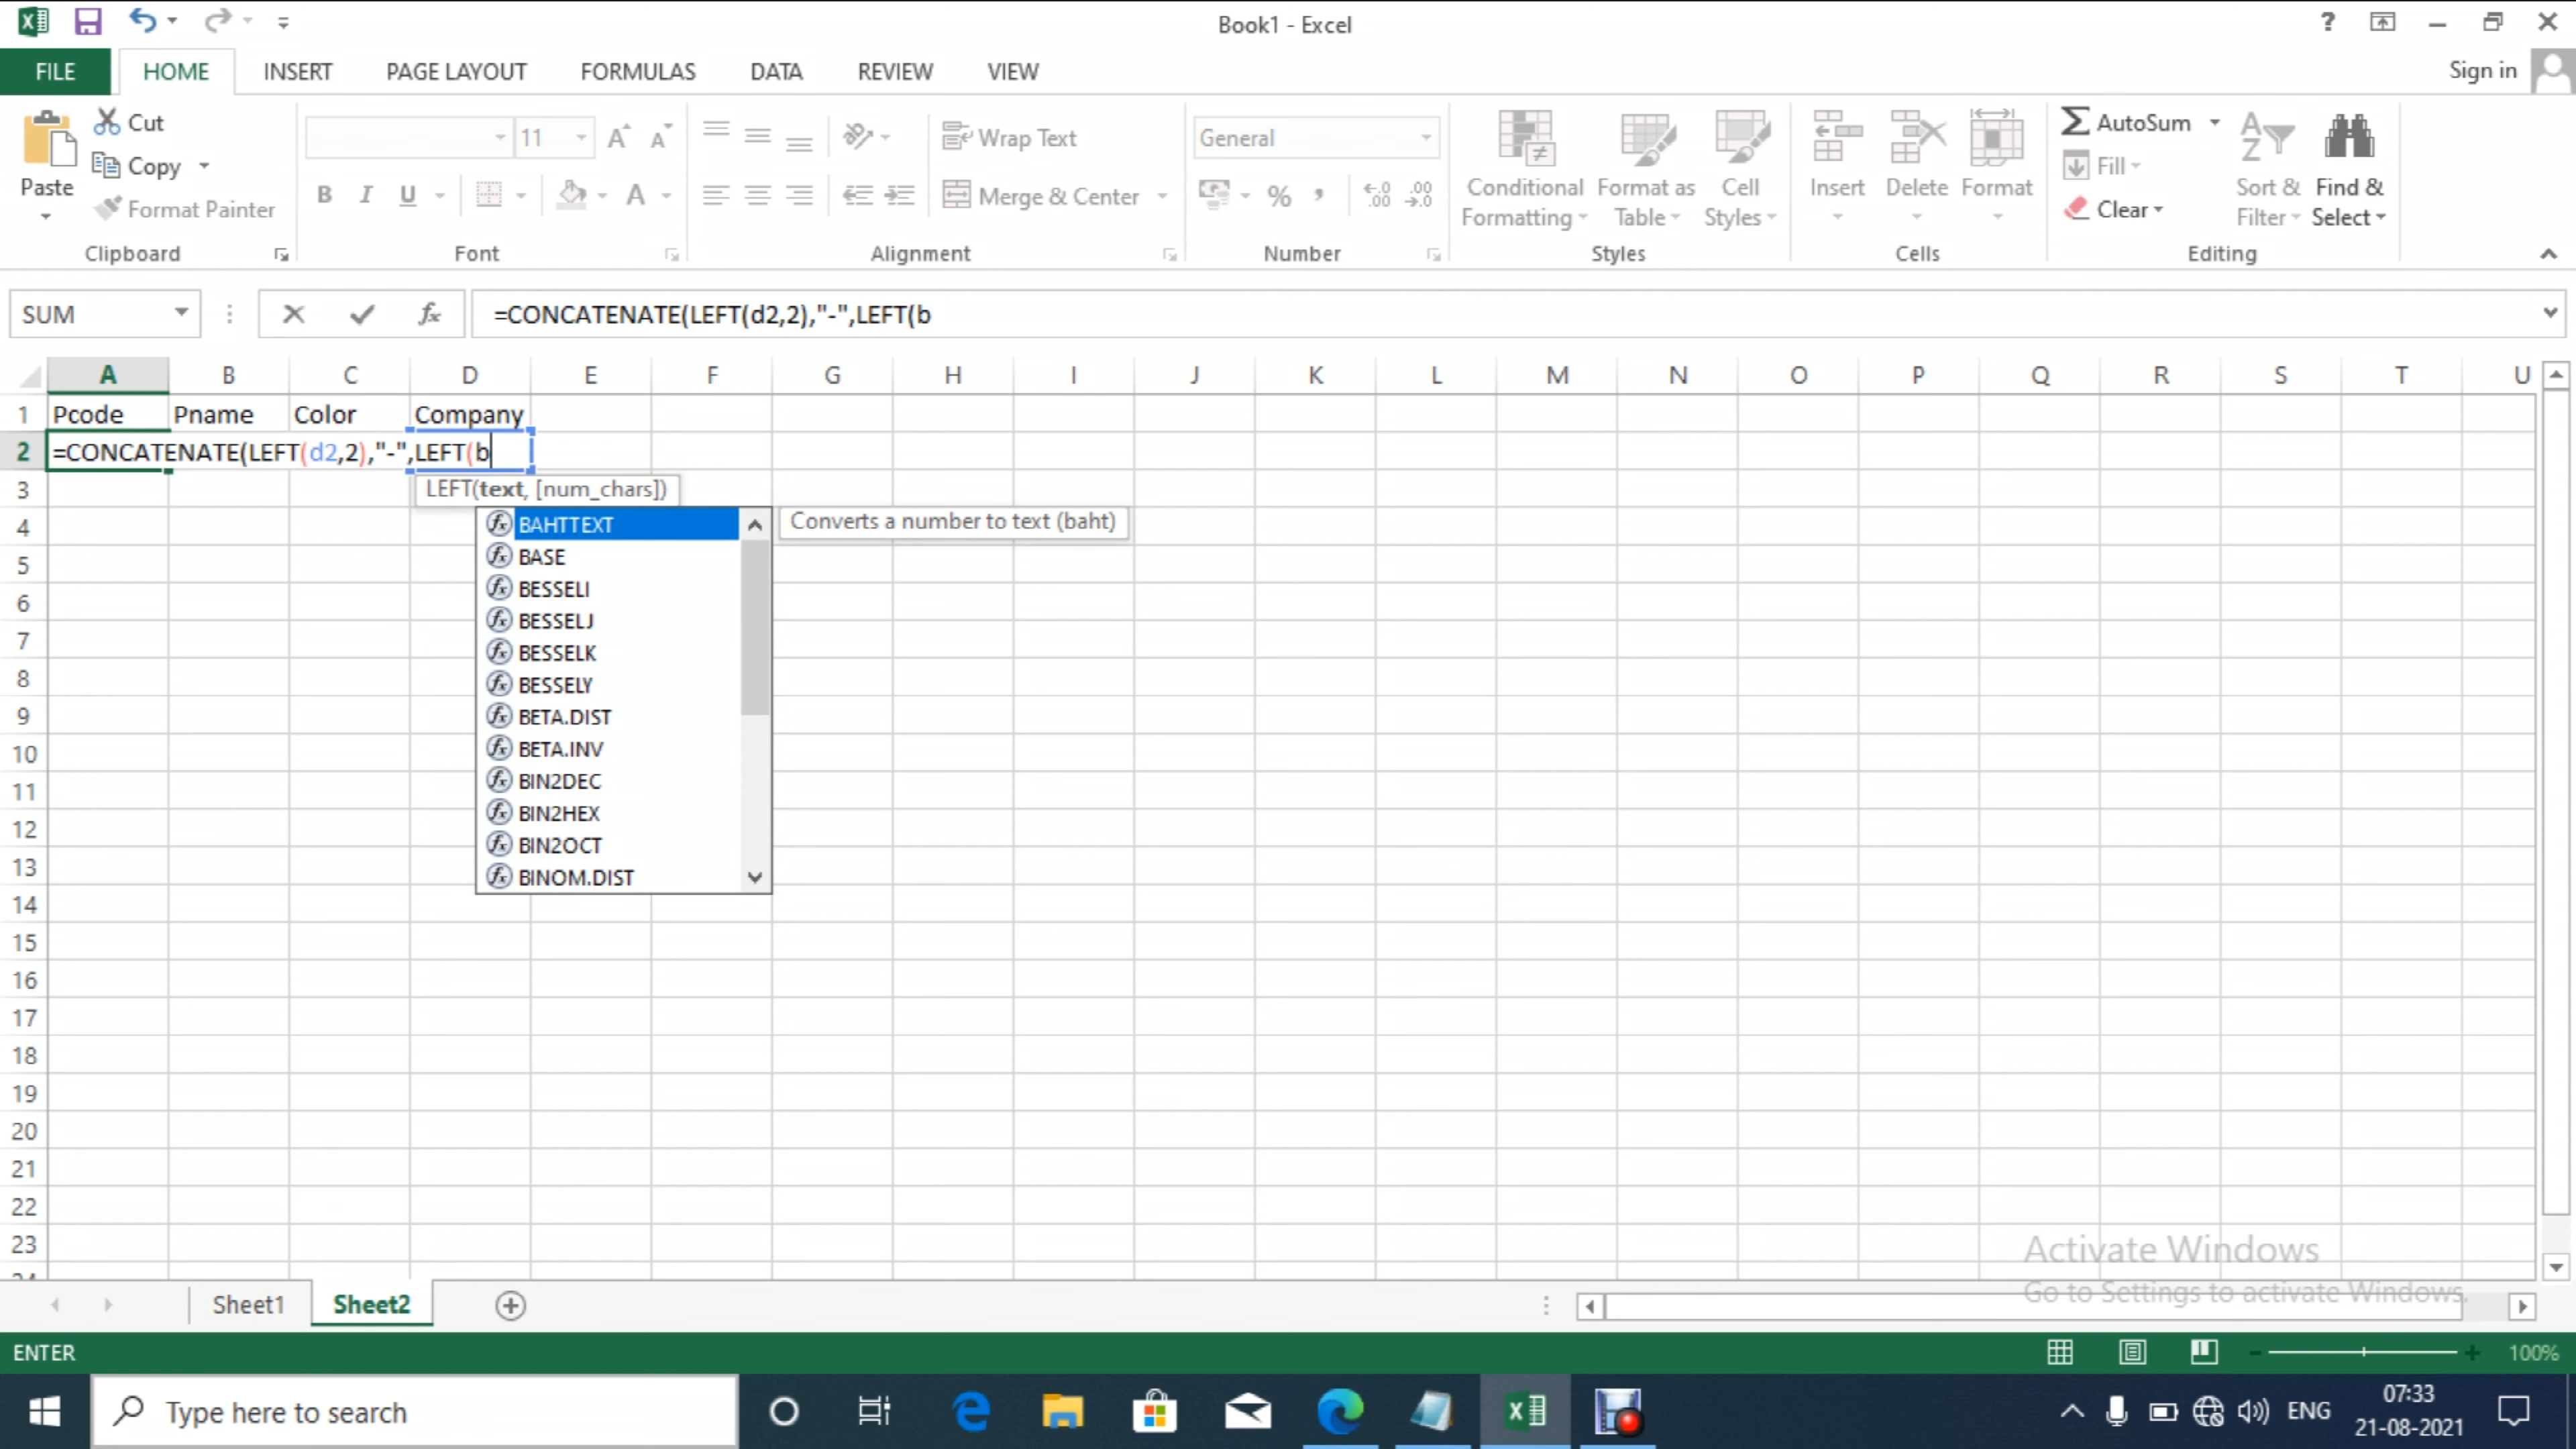 Book1 - Excel
?
FILE HOME INSERT PAGE LAYOUT FORMULAS DATA REVIEW VIEW Sign in
Paste Cut Copy Format Painter
Clipboard
11
B I U A
Font
Wrap Text
Merge & Center
Alignment
General
%
Number
Conditional Formatting
Format as Table
Cell Styles
Styles
Insert Delete Format
Cells
AutoSum
Fill
Clear
Sort & Filter
Find & Select
Editing
SUM fx =CONCATENATE(LEFT(d2,2),"-",LEFT(b
A B C D E F G H I J K L M N O P Q R S T U
1 Pcode Pname Color Company
2 =CONCATENATE(LEFT(d2,2),"-",LEFT(b
3 LEFT(text, [num_chars])
BAHTTEXT Converts a number to text (baht)
BASE
BESSELI
BESSELJ
BESSELK
BESSELY
BETA.DIST
BETA.INV
BIN2DEC
BIN2HEX
BIN2OCT
BINOM.DIST
4
5
6
7
8
9
10
11
12
13
14
15
16
17
18
19
20
21
22
23
Activate Windows
Go to Settings to activate Windows.
Sheet1 Sheet2
ENTER 100%
Type here to search
ENG
07:33
21-08-2021